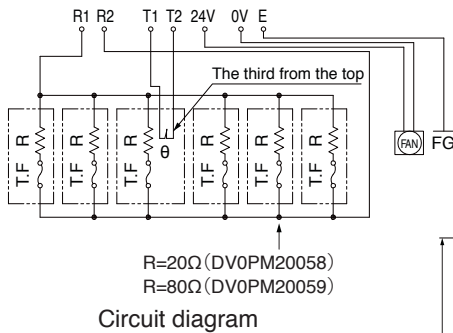 R1 R2 T1 T2 24V 0V E
The third from the top
R R R R R R
θ
T.F T.F T.F T.F T.F T.F
FAN FG
R=20Ω(DV0PM20058)
R=80Ω(DV0PM20059)
Circuit diagram